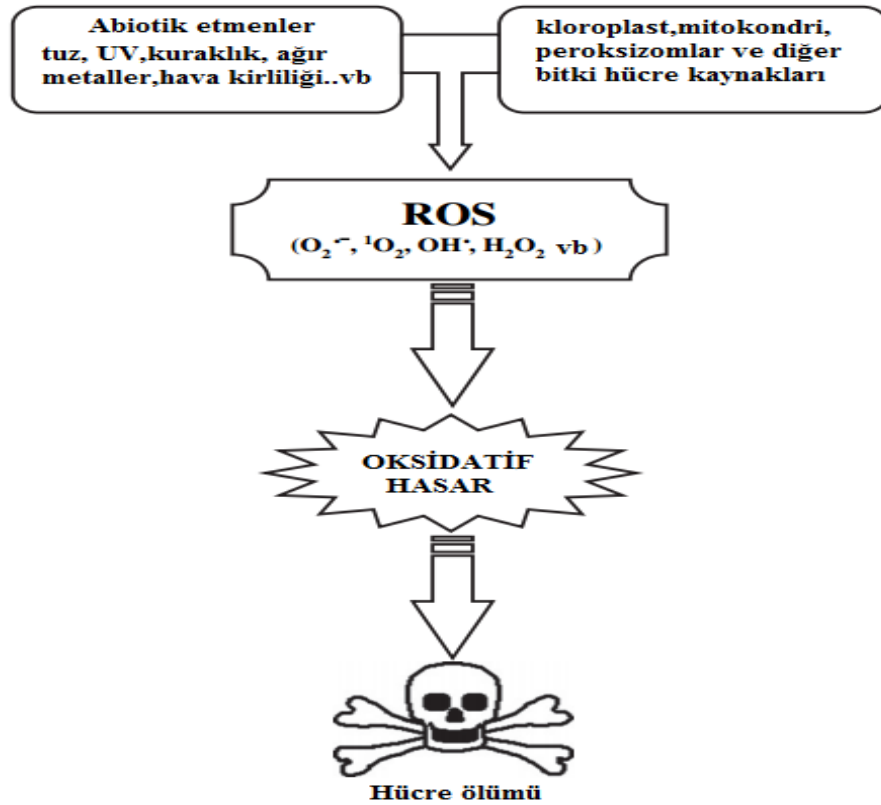 Abiotik etmenler
tuz, UV,kuraklık, ağır
metaller,hava kirliliği..vb
kloroplast,mitokondri,
peroksizomlar ve diğer
bitki hücre kaynakları
ROS
(O₂•⁻, ¹O₂, OH•, H₂O₂ vb )
OKSİDATİF
HASAR
Hücre ölümü